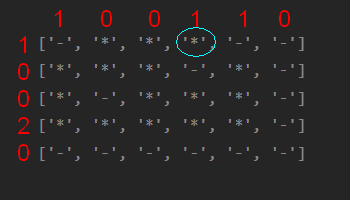 1 0 0 1 1 0
1 ['-', '*', '*', '*', '-', '-']
0 ['*', '*', '*', '-', '*', '-']
0 ['*', '-', '*', '*', '*', '-']
2 ['*', '*', '*', '*', '*', '-']
0 ['-', '-', '-', '-', '-', '-']